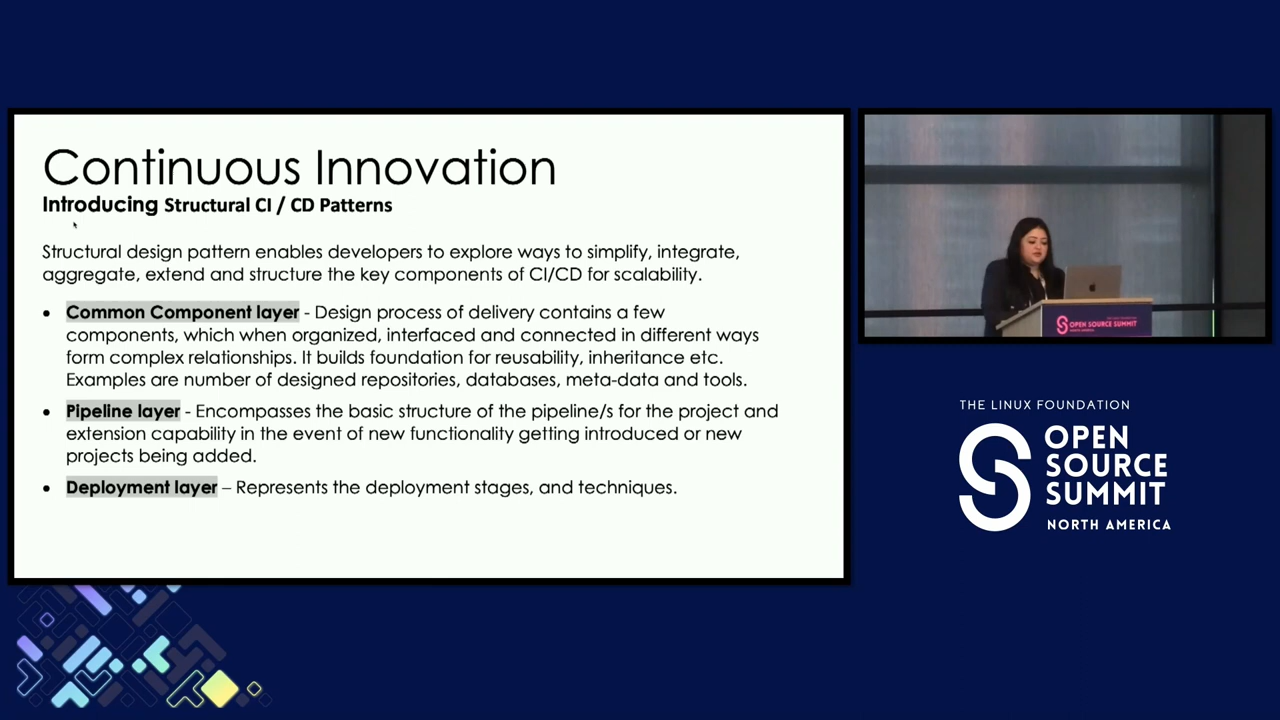 Continuous Innovation
Introducing Structural CI / CD Patterns
Structural design pattern enables developers to explore ways to simplify, integrate,
aggregate, extend and structure the key components of CI/CD for scalability.
• Common Component layer - Design process of delivery contains a few
components, which when organized, interfaced and connected in different ways
form complex relationships. It builds foundation for reusability, inheritance etc.
Examples are number of designed repositories, databases, meta-data and tools.
• Pipeline layer - Encompasses the basic structure of the pipeline/s for the project and
extension capability in the event of new functionality getting introduced or new
projects being added.
• Deployment layer – Represents the deployment stages, and techniques.
OPEN SOURCE SUMMIT
THE LINUX FOUNDATION
OPEN
SOURCE
SUMMIT
NORTH AMERICA